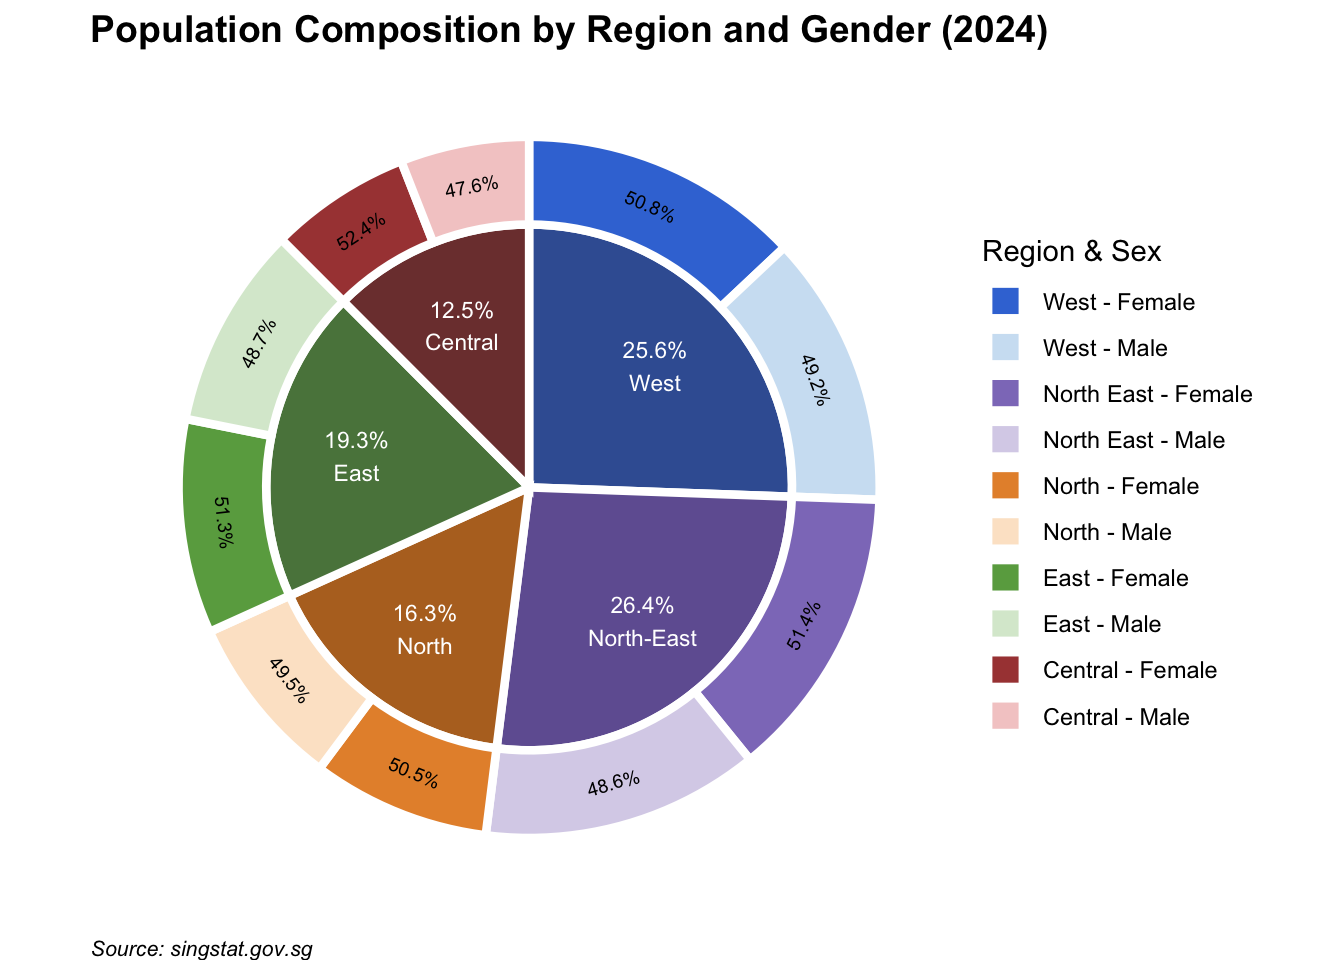 Population Composition by Region and Gender (2024)
47.6%
50.8%
52.4%
12.5%
Central
25.6%
West
48.7%
49.2%
19.3%
East
51.3%
26.4%
North-East
16.3%
North
51.4%
49.5%
50.5%
48.6%
Region & Sex
West - Female
West - Male
North East - Female
North East - Male
North - Female
North - Male
East - Female
East - Male
Central - Female
Central - Male
Source: singstat.gov.sg